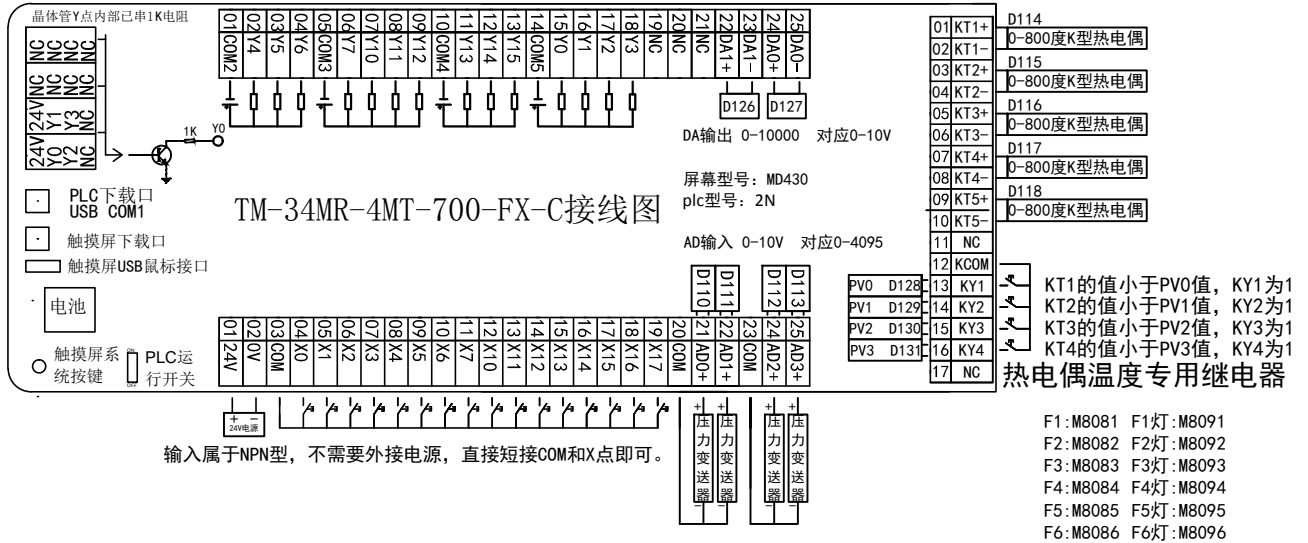 晶体管Y点内部已串1K电阻
NC NC NC NC
NC NC NC NC
24V 24V Y1 Y3 NC
24V Y0 Y2 NC
1K
Y0
PLC下载口
USB COM1
触摸屏下载口
触摸屏USB鼠标接口
电池
触摸屏系
统按键
ON
OFF
PLC运
行开关
01 COM2
02 Y4
03 Y5
04 Y6
05 COM3
06 Y7
07 Y10
08 Y11
09 Y12
10 COM4
11 Y13
12 Y14
13 Y15
14 COM5
15 Y0
16 Y1
17 Y2
18 Y3
19 NC
20 NC
21 NC
22 DA1+
23 DA1-
24 DA0+
25 DA0-
D126
D127
DA输出 0-10000 对应0-10V
屏幕型号: MD430
plc型号: 2N
TM-34MR-4MT-700-FX-C接线图
AD输入 0-10V 对应0-4095
D110
D111
D112
D113
01 24V
02 0V
03 COM
04 X0
05 X1
06 X2
07 X3
08 X4
09 X5
10 X6
11 X7
12 X10
13 X11
14 X12
15 X13
16 X14
17 X15
18 X16
19 X17
20 COM
21 AD0+
22 AD1+
23 COM
24 AD2+
25 AD3+
+ −
24V电源
输入属于NPN型, 不需要外接电源, 直接短接COM和X点即可。
+压力变送器−
+压力变送器−
+压力变送器−
+压力变送器−
01 KT1+
02 KT1-
03 KT2+
04 KT2-
05 KT3+
06 KT3-
07 KT4+
08 KT4-
09 KT5+
10 KT5-
11 NC
12 KCOM
13 KY1
14 KY2
15 KY3
16 KY4
17 NC
D114
0-800度K型热电偶
D115
0-800度K型热电偶
D116
0-800度K型热电偶
D117
0-800度K型热电偶
D118
0-800度K型热电偶
PV0 D128
PV1 D129
PV2 D130
PV3 D131
KT1的值小于PV0值, KY1为1
KT2的值小于PV1值, KY2为1
KT3的值小于PV2值, KY3为1
KT4的值小于PV3值, KY4为1
热电偶温度专用继电器
F1:M8081 F1灯:M8091
F2:M8082 F2灯:M8092
F3:M8083 F3灯:M8093
F4:M8084 F4灯:M8094
F5:M8085 F5灯:M8095
F6:M8086 F6灯:M8096